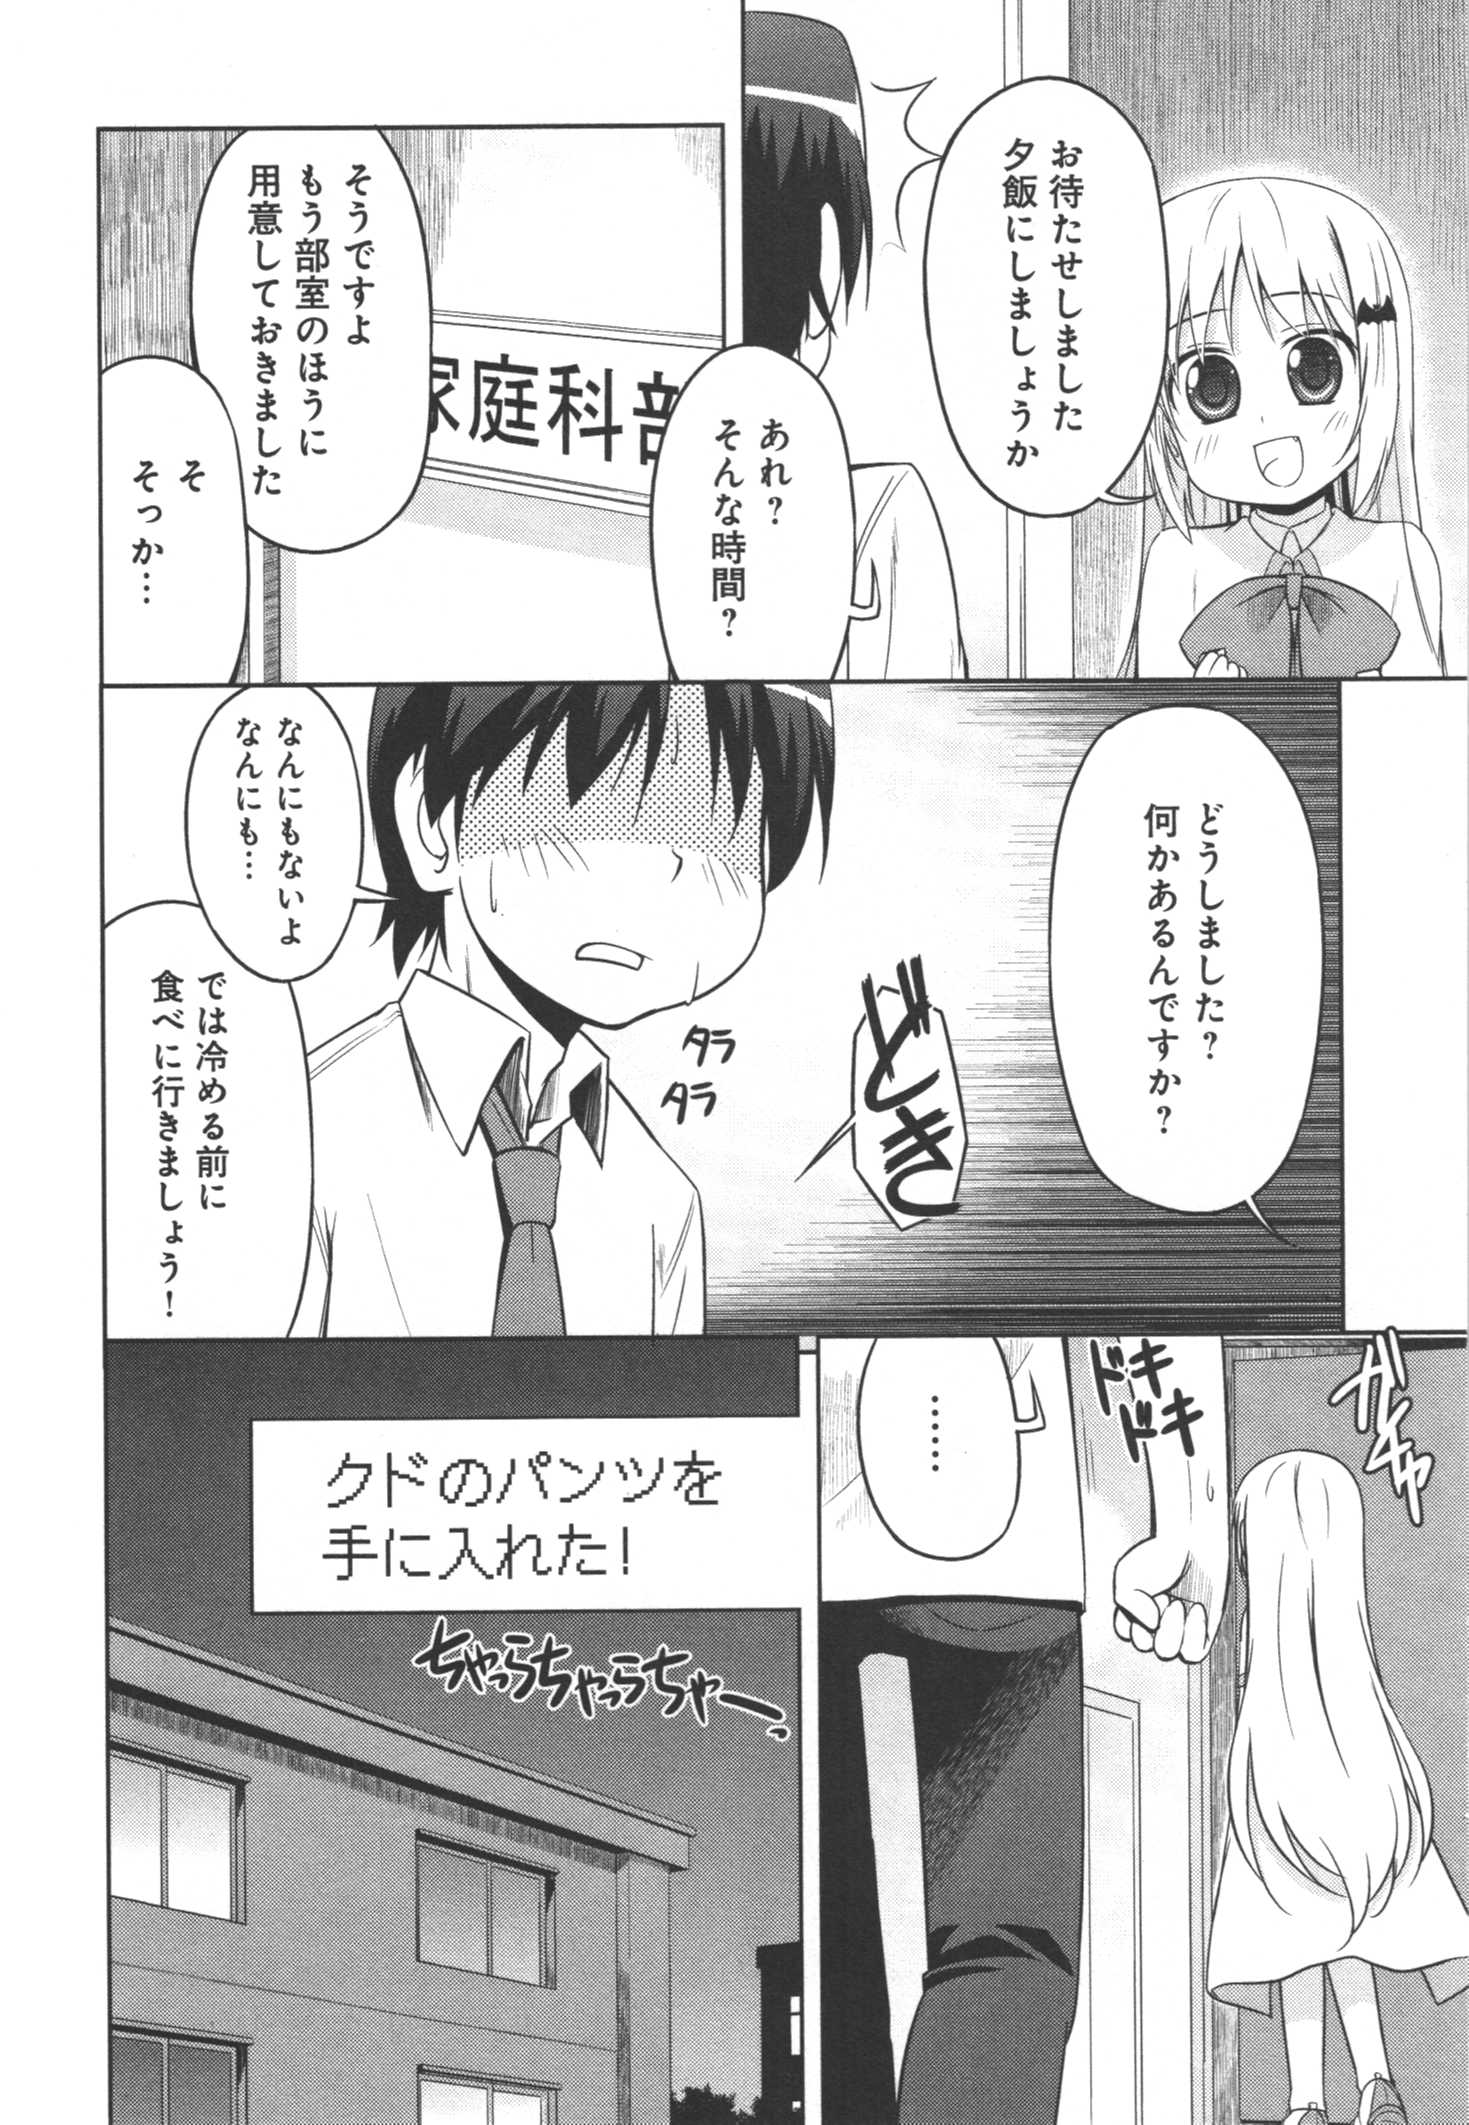 お待たせしました
夕飯にしましょうか
あれ？
そんな時間？
家庭科部
そうですよ
もう部室のほうに
用意しておきました
そ
そっか…
どうしました？
何かあるんですか？
どきっ
タラ
タラ
なんにもないよ
なんにも…
では冷める前に
食べに行きましょう！
ガチャ
ドキ
ドキ
……
クドのパンツを
手に入れた！
ちゃっらちゃっらちゃーっ